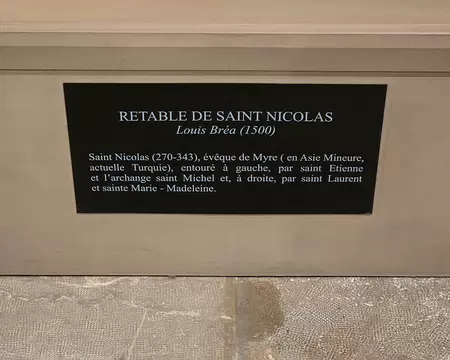 RETABLE DE SAINT NICOLAS
Louis Bréa (1500)
Saint Nicolas (270-343), évêque de Myre ( en Asie Mineure,
actuelle Turquie), entouré à gauche, par saint Etienne
et l'archange saint Michel et, à droite, par saint Laurent
et sainte Marie - Madeleine.